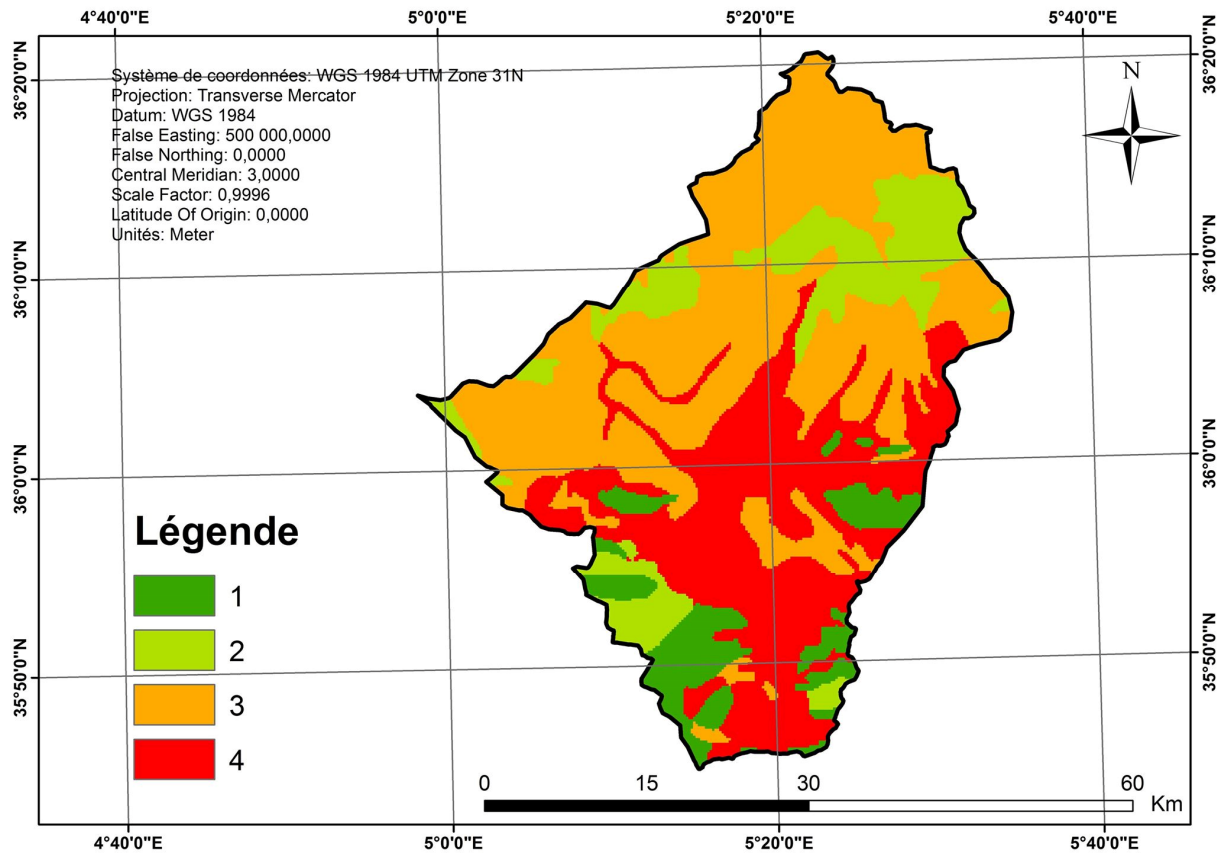 4°40'0"E 5°0'0"E 5°20'0"E 5°40'0"E
36°20'0"N
36°20'0"N
Système de coordonnées: WGS 1984 UTM Zone 31N
Projection: Transverse Mercator
Datum: WGS 1984
False Easting: 500 000,0000
False Northing: 0,0000
Central Meridian: 3,0000
Scale Factor: 0,9996
Latitude Of Origin: 0,0000
Unités: Meter
N
36°10'0"N
36°10'0"N
36°0'0"N
36°0'0"N
Légende
1
2
3
4
35°50'0"N
35°50'0"N
0 15 30 60
Km
4°40'0"E 5°0'0"E 5°20'0"E 5°40'0"E